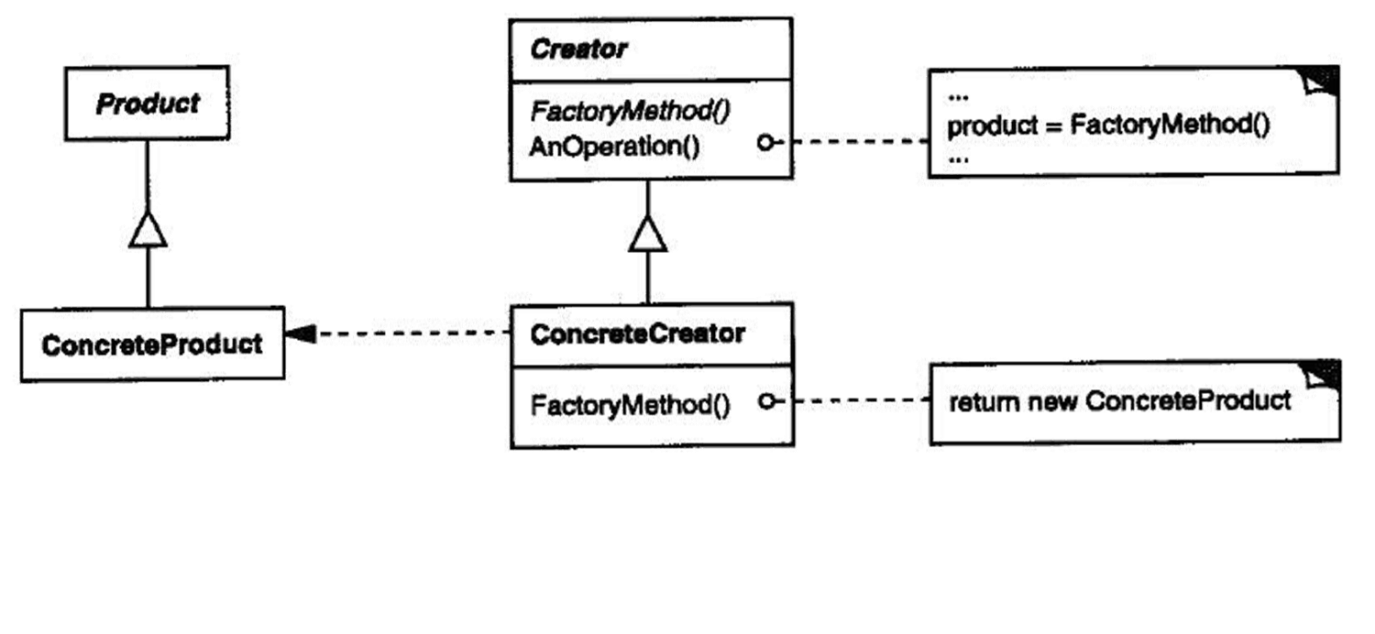 Product
ConcreteProduct
Creator
FactoryMethod()
AnOperation()
...
product = FactoryMethod()
...
ConcreteCreator
FactoryMethod()
return new ConcreteProduct